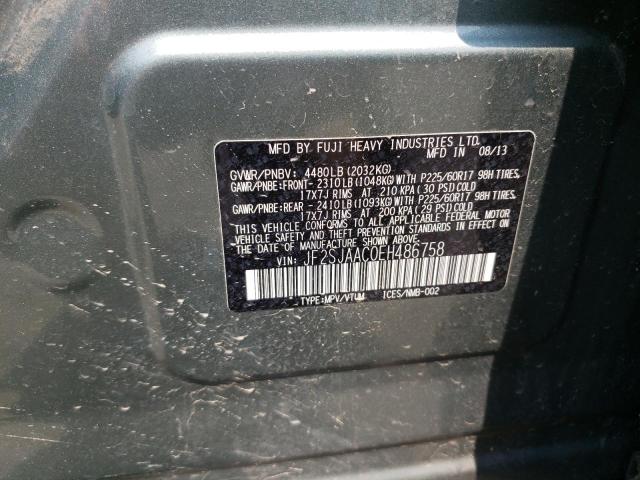 MFD BY FUJI HEAVY INDUSTRIES LTD.
MFD IN 08/13
GVWR/PNBV: 4480LB (2032KG)
GAWR/PNBE:FRONT- 2310LB (1048KG) WITH P225/60R17 98H TIRES,
17X7J RIMS AT 210 KPA (30 PSI) COLD
GAWR/PNBE:REAR - 2410LB (1093KG) WITH P225/60R17 98H TIRES,
17X7J RIMS AT 200 KPA (29 PSI) COLD
THIS VEHICLE CONFORMS TO ALL APPLICABLE FEDERAL MOTOR
VEHICLE SAFETY AND THEFT PREVENTION STANDARDS IN EFFECT
ON THE DATE OF MANUFACTURE SHOWN ABOVE.
VIN: JF2SJAAC0EH486758
TYPE:MPV/VTUM ICES/NMB-002